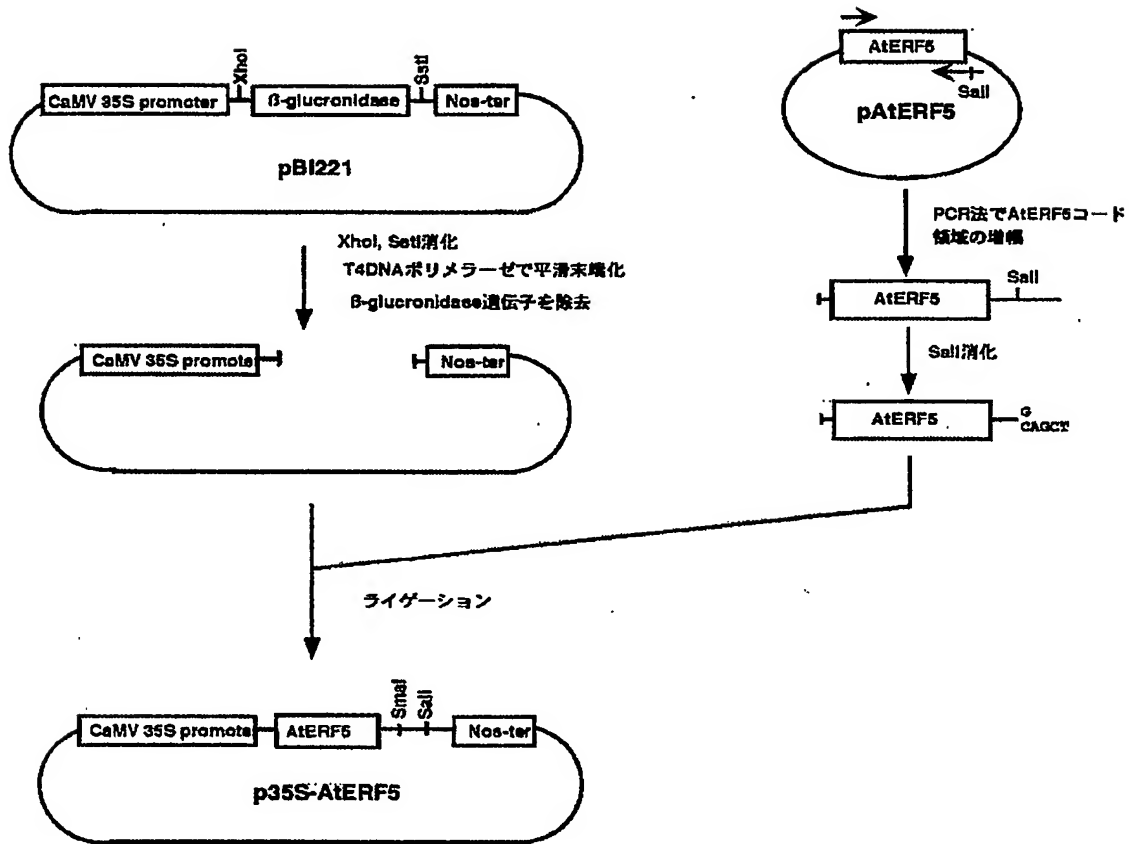 XhoI
SstI
CaMV 35S promoter
β-glucronidase
Nos-ter
pBI221
AtERF5
SalI
pAtERF5
XhoI, SstI消化
T4DNAポリメラーゼで平滑末端化
β-glucronidase遺伝子を除去
PCR法でAtERF5コード
領域の増幅
SalI
AtERF5
SalI消化
CaMV 35S promote
Nos-ter
AtERF5
G
CAGCT
ライゲーション
SmaI
SalI
CaMV 35S promote
AtERF5
Nos-ter
p35S-AtERF5